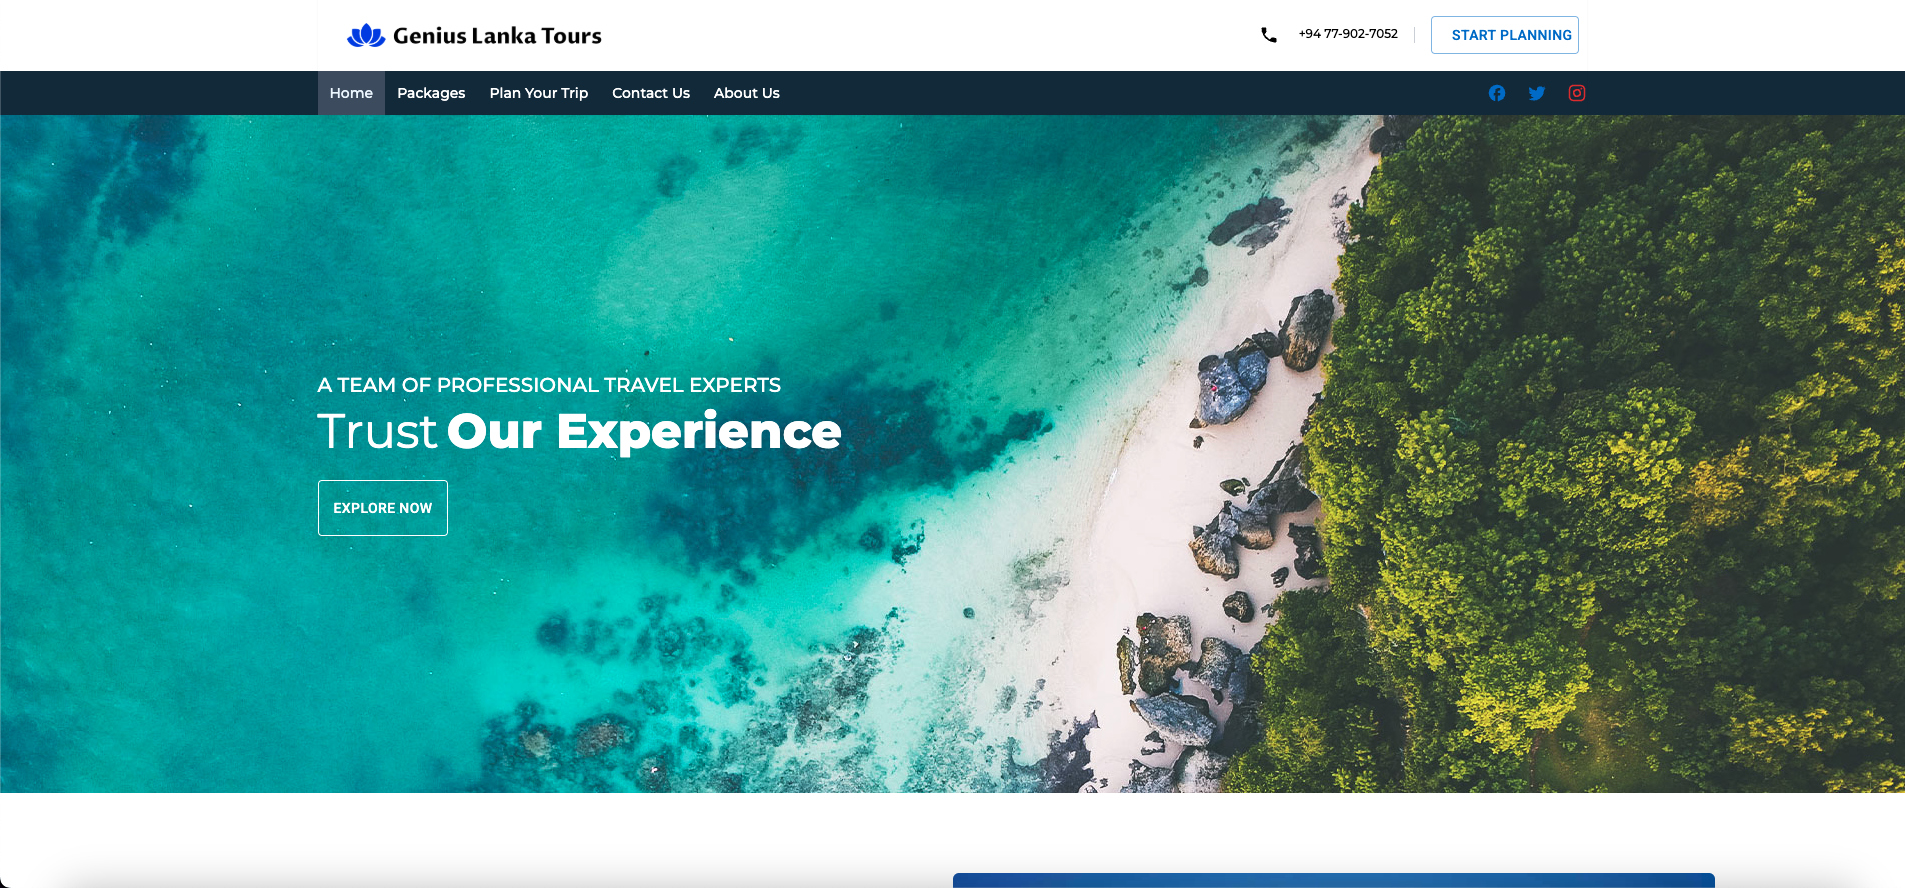 Genius Lanka Tours
+94 77-902-7052
START PLANNING
Home
Packages
Plan Your Trip
Contact Us
About Us
A TEAM OF PROFESSIONAL TRAVEL EXPERTS
Trust Our Experience
EXPLORE NOW